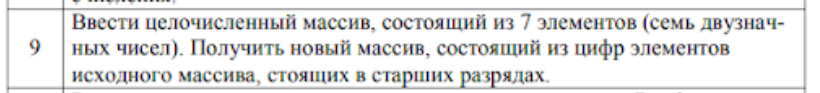 9
Ввести целочисленный массив, состоящий из 7 элементов (семь двузнач-
ных чисел). Получить новый массив, состоящий из цифр элементов
исходного массива, стоящих в старших разрядах.